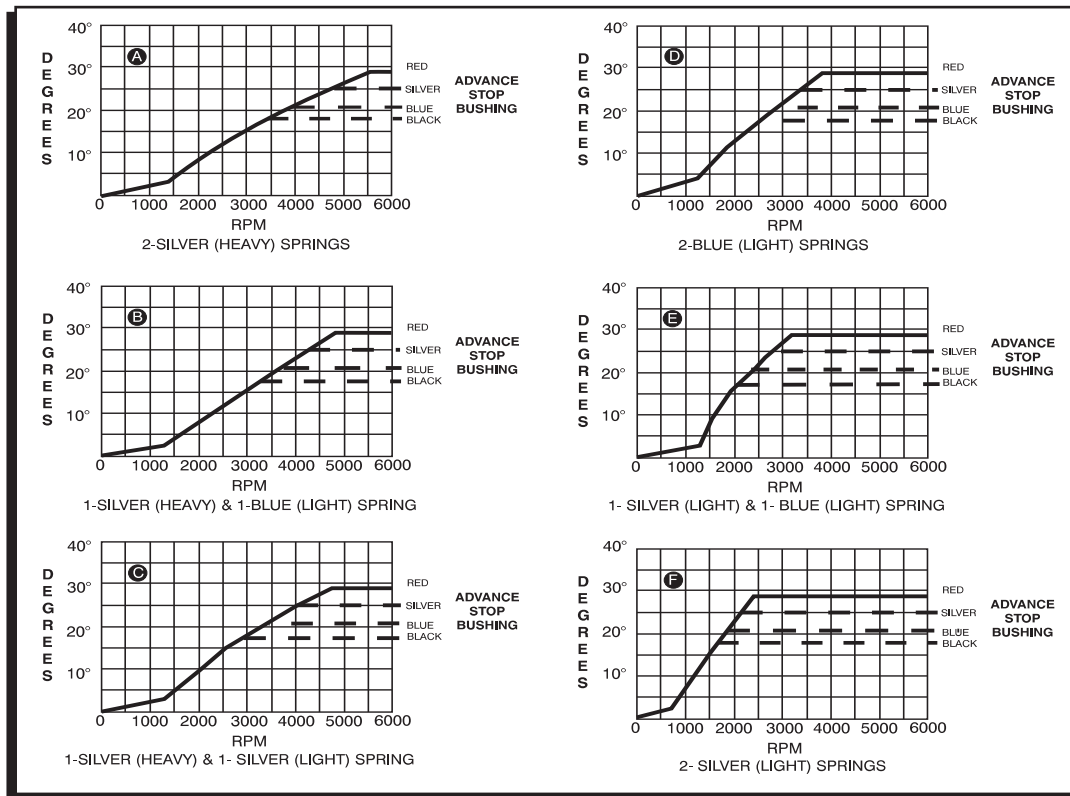 A
DEGREES
40°
30°
20°
10°
0 1000 2000 3000 4000 5000 6000
RPM
RED
SILVER
BLUE
BLACK
ADVANCE
STOP
BUSHING
2-SILVER (HEAVY) SPRINGS
D
DEGREES
40°
30°
20°
10°
0 1000 2000 3000 4000 5000 6000
RPM
RED
SILVER
BLUE
BLACK
ADVANCE
STOP
BUSHING
2-BLUE (LIGHT) SPRINGS
B
DEGREES
40°
30°
20°
10°
0 1000 2000 3000 4000 5000 6000
RPM
RED
SILVER
BLUE
BLACK
ADVANCE
STOP
BUSHING
1-SILVER (HEAVY) & 1-BLUE (LIGHT) SPRING
E
DEGREES
40°
30°
20°
10°
0 1000 2000 3000 4000 5000 6000
RPM
RED
SILVER
BLUE
BLACK
ADVANCE
STOP
BUSHING
1- SILVER (LIGHT) & 1- BLUE (LIGHT) SPRING
C
DEGREES
40°
30°
20°
10°
0 1000 2000 3000 4000 5000 6000
RPM
RED
SILVER
BLUE
BLACK
ADVANCE
STOP
BUSHING
1-SILVER (HEAVY) & 1- SILVER (LIGHT) SPRING
F
DEGREES
40°
30°
20°
10°
0 1000 2000 3000 4000 5000 6000
RPM
RED
SILVER
BLUE
BLACK
ADVANCE
STOP
BUSHING
2- SILVER (LIGHT) SPRINGS